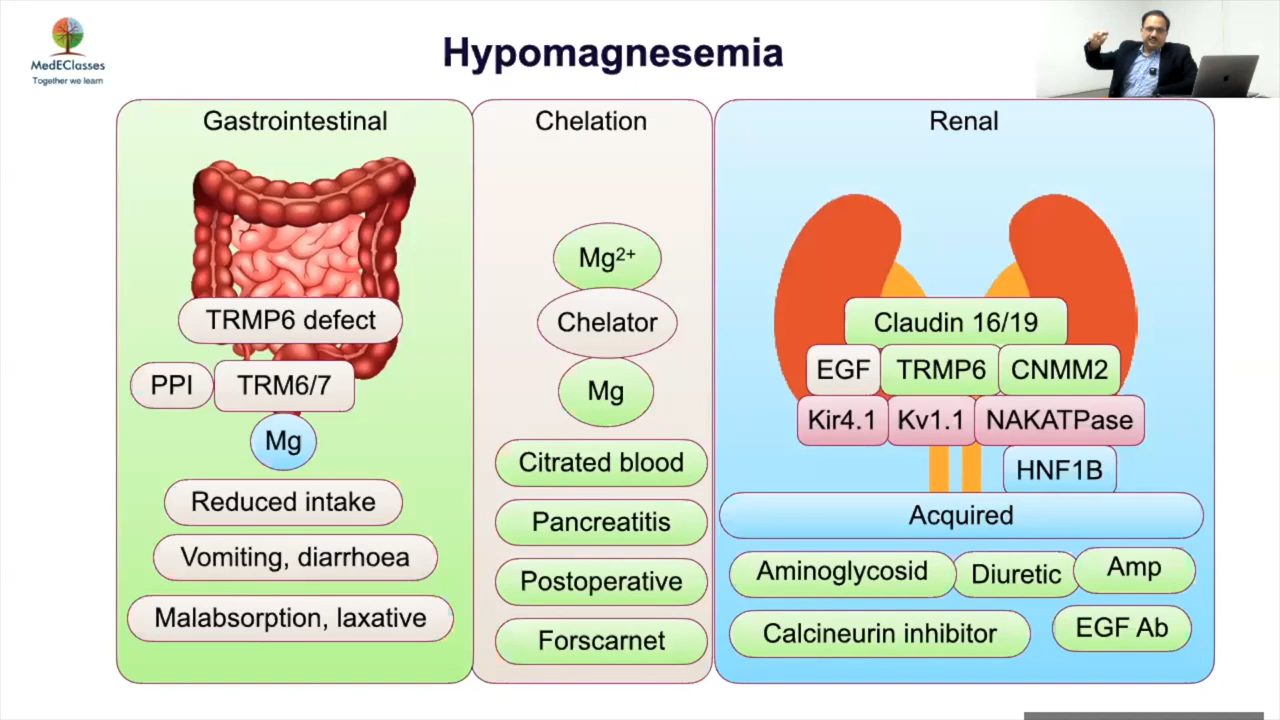 MedEClasses
Together we learn
Hypomagnesemia
Gastrointestinal
TRMP6 defect
PPI
TRM6/7
Mg
Reduced intake
Vomiting, diarrhoea
Malabsorption, laxative
Chelation
Mg²⁺
Chelator
Mg
Citrated blood
Pancreatitis
Postoperative
Forscarnet
Renal
Claudin 16/19
EGF
TRMP6
CNMM2
Kir4.1
Kv1.1
NAKATPase
HNF1B
Acquired
Aminoglycosid
Diuretic
Amp
Calcineurin inhibitor
EGF Ab